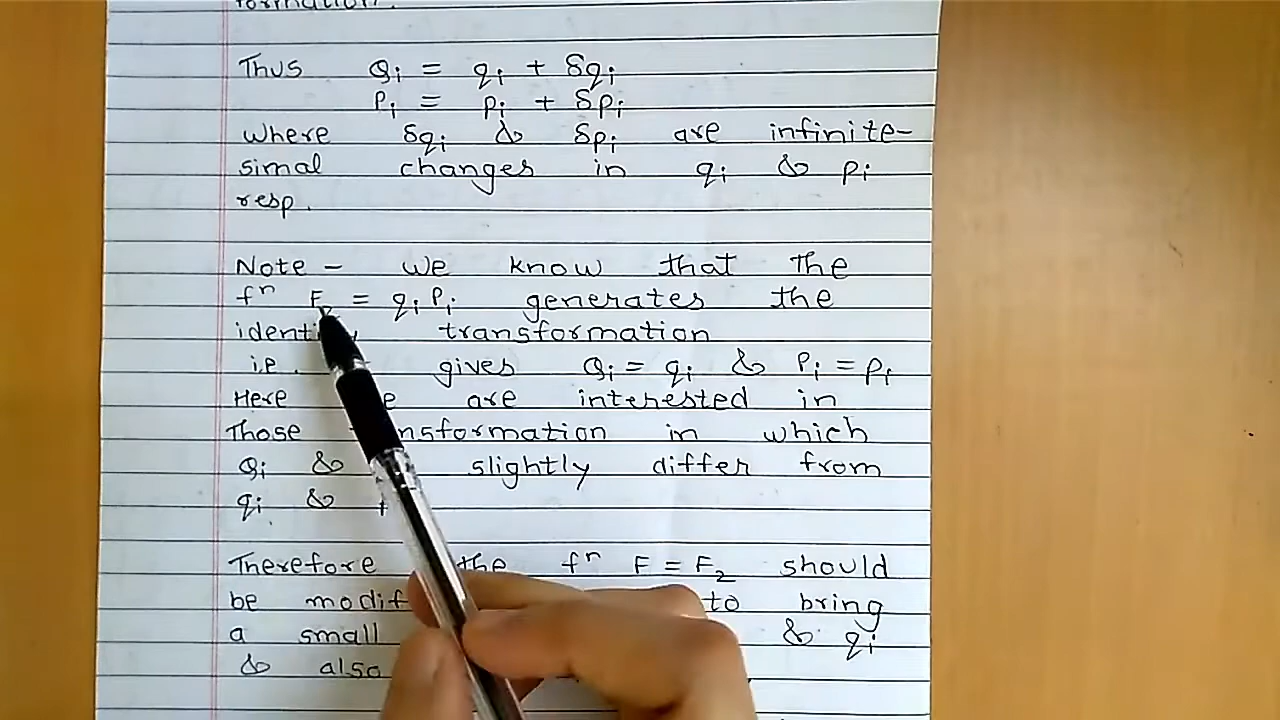 Thus Qi = qi + δqi
Pi = pi + δpi
where δqi & δpi are infinite-
simal changes in qi & pi
resp.
Note - we know that the
fⁿ F₂ = qi Pi generates the
transformation
i.e. gives Qi = qi & Pi = pi
Here are interested in
Those in which
Qi & slightly differ from
qi &
Therefore the fⁿ F = F₂ should
be to bring
a small & qi
& also